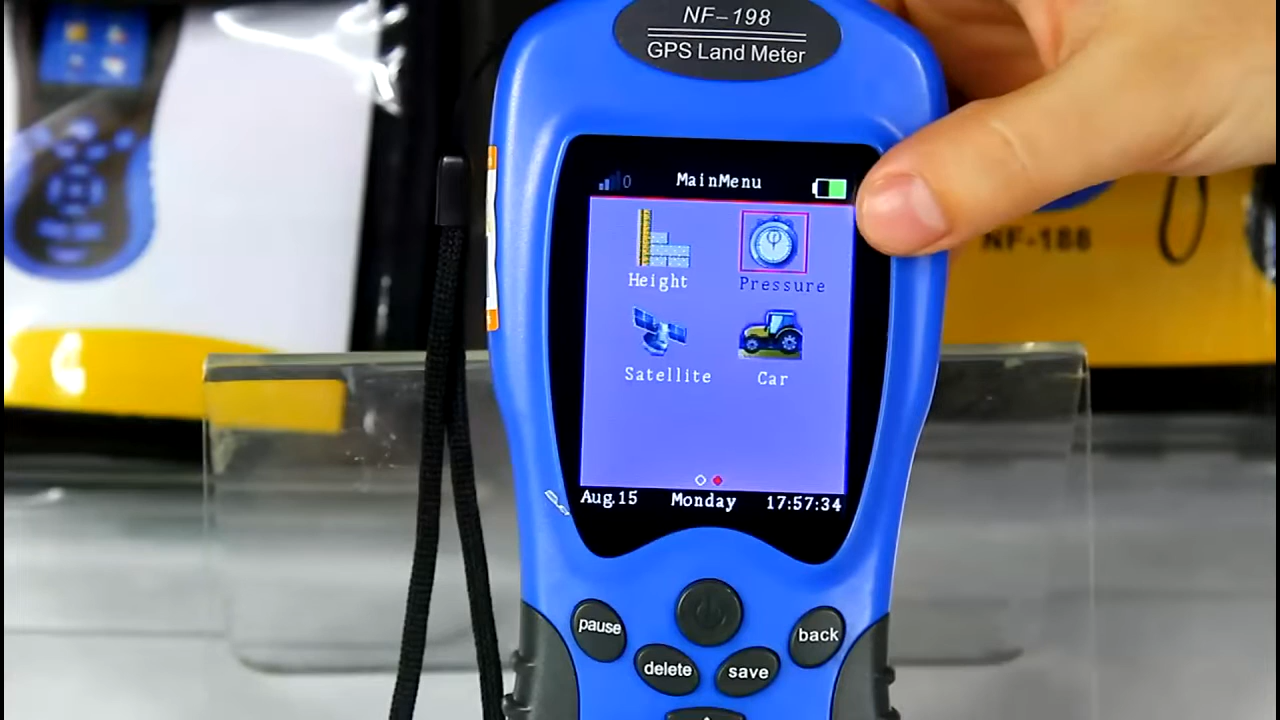 NF-198
GPS Land Meter
0
MainMenu
Height
Pressure
Satellite
Car
Aug.15 Monday 17:57:34
NF-188
pause
back
delete
save